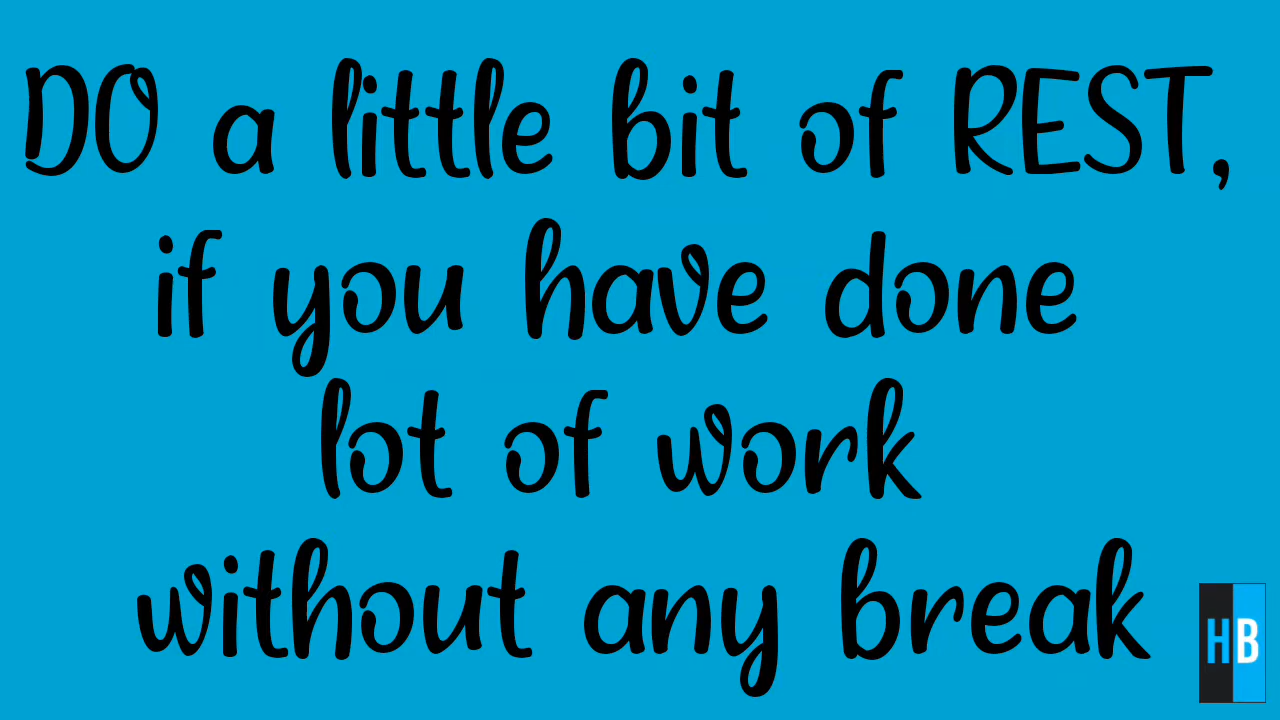 DO a little bit of REST,
if you have done
lot of work
without any break
HB